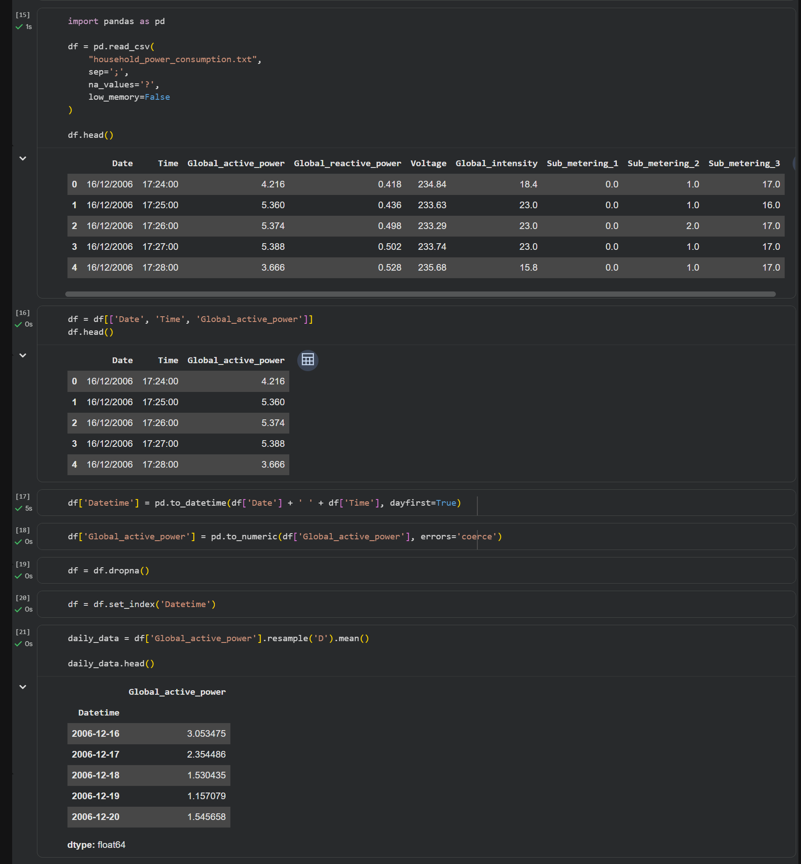 [15]
1s
import pandas as pd
df = pd.read_csv(
"household_power_consumption.txt",
sep=';',
na_values='?',
low_memory=False
)
df.head()
Date Time Global_active_power Global_reactive_power Voltage Global_intensity Sub_metering_1 Sub_metering_2 Sub_metering_3
0 16/12/2006 17:24:00 4.216 0.418 234.84 18.4 0.0 1.0 17.0
1 16/12/2006 17:25:00 5.360 0.436 233.63 23.0 0.0 1.0 16.0
2 16/12/2006 17:26:00 5.374 0.498 233.29 23.0 0.0 2.0 17.0
3 16/12/2006 17:27:00 5.388 0.502 233.74 23.0 0.0 1.0 17.0
4 16/12/2006 17:28:00 3.666 0.528 235.68 15.8 0.0 1.0 17.0
[16]
0s
df = df[['Date', 'Time', 'Global_active_power']]
df.head()
Date Time Global_active_power
0 16/12/2006 17:24:00 4.216
1 16/12/2006 17:25:00 5.360
2 16/12/2006 17:26:00 5.374
3 16/12/2006 17:27:00 5.388
4 16/12/2006 17:28:00 3.666
[17]
5s
df['Datetime'] = pd.to_datetime(df['Date'] + ' ' + df['Time'], dayfirst=True)
[18]
0s
df['Global_active_power'] = pd.to_numeric(df['Global_active_power'], errors='coerce')
[19]
0s
df = df.dropna()
[20]
0s
df = df.set_index('Datetime')
[21]
0s
daily_data = df['Global_active_power'].resample('D').mean()
daily_data.head()
Global_active_power
Datetime
2006-12-16 3.053475
2006-12-17 2.354486
2006-12-18 1.530435
2006-12-19 1.157079
2006-12-20 1.545658
dtype: float64